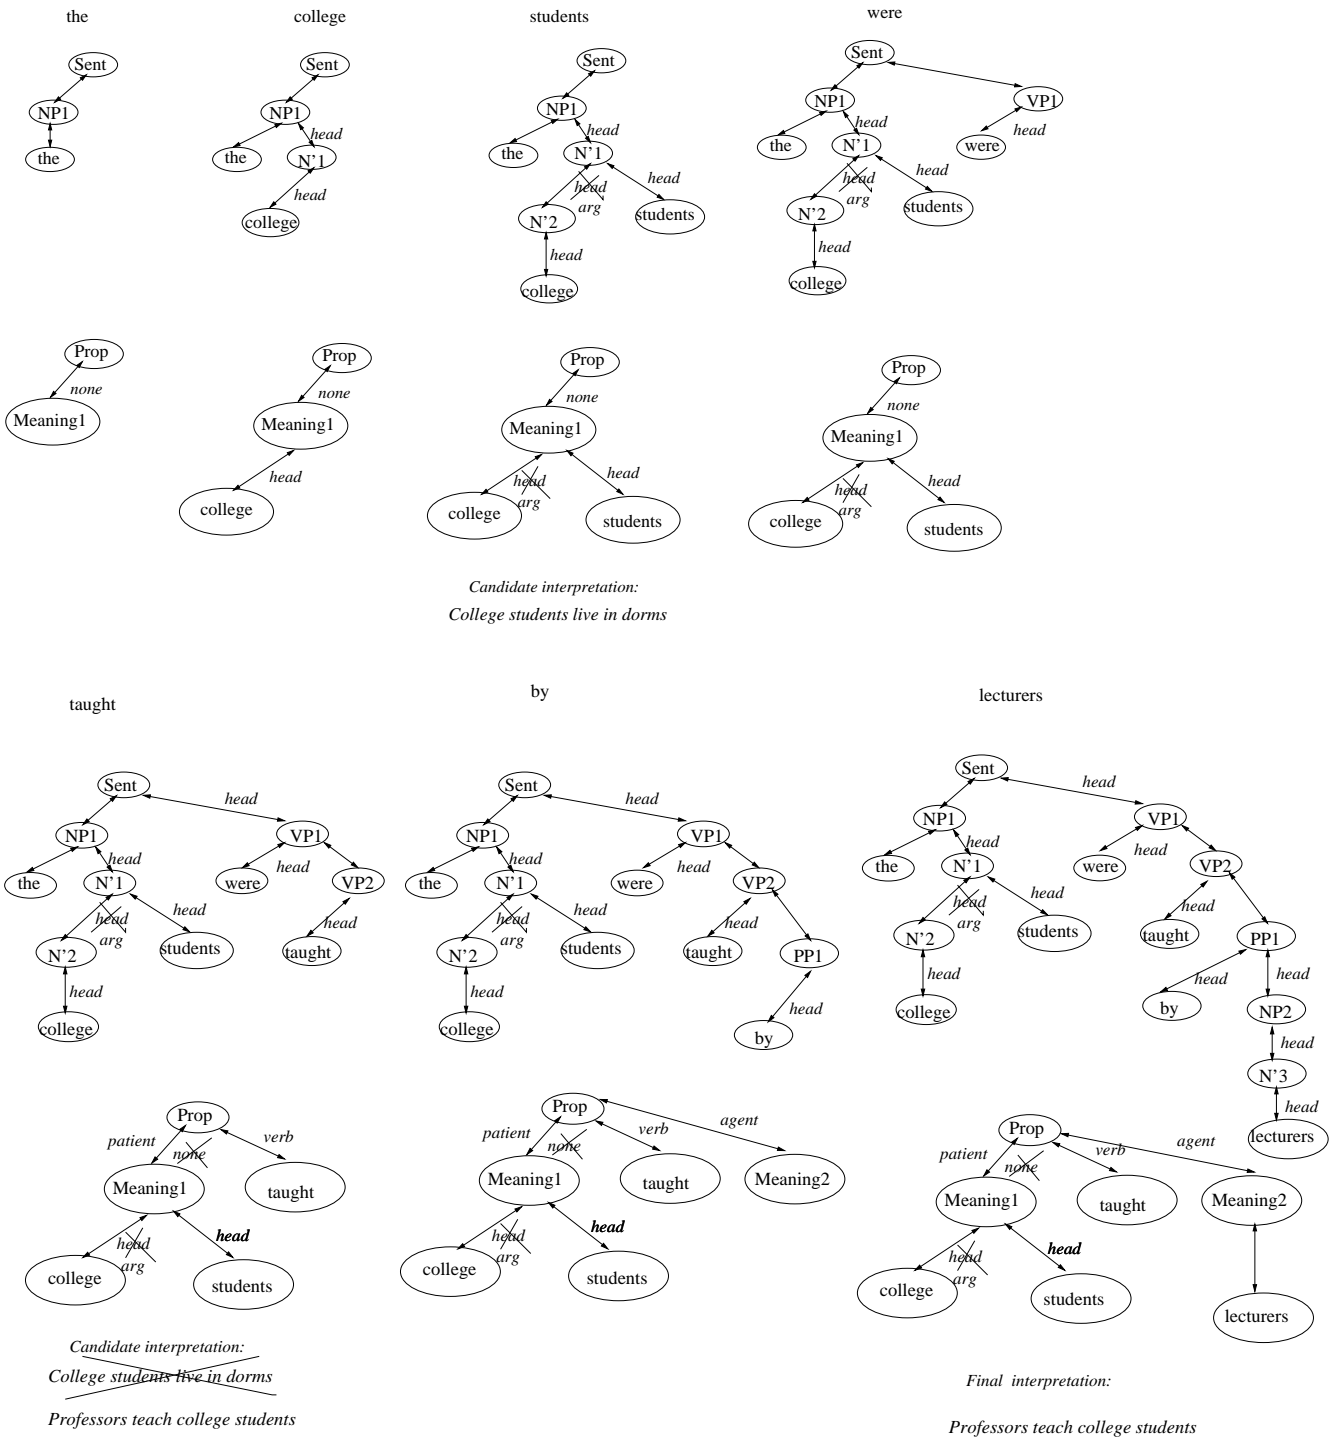 the college students were
Sent Sent Sent Sent
NP1 NP1 NP1 NP1 VP1
head head head head
the the the the were
N'1 N'1 N'1
N'1
head head head
head head head
college arg arg
N'2 students N'2 students
head head
college college
Prop Prop Prop Prop
none none none none
Meaning1 Meaning1 Meaning1 Meaning1
head head head head head
college arg arg
college students college students
Candidate interpretation:
College students live in dorms
taught by lecturers
Sent Sent Sent
head head head
NP1 VP1 NP1 VP1 NP1 VP1
head head head head head head
the N'1 were VP2 the N'1 were VP2 the N'1 were VP2
head head head head head head head head head
arg arg arg
N'2 students taught N'2 students taught PP1 N'2 students taught PP1
head head head head head head
college college by college by NP2
head
N'3
head
lecturers
Prop Prop Prop
patient verb patient verb agent patient verb agent
none none none
Meaning1 taught Meaning1 taught Meaning2 Meaning1 taught Meaning2
head head head head head head
arg arg arg
college students college students college students lecturers
Candidate interpretation:
College students live in dorms
Professors teach college students
Final interpretation:
Professors teach college students